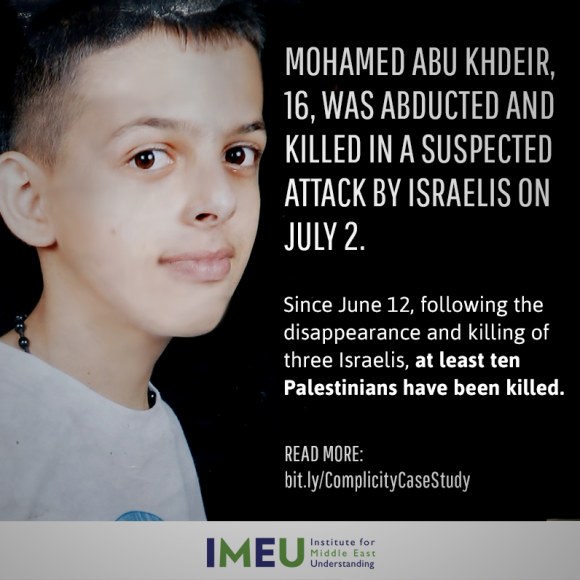 MOHAMED ABU KHDEIR,
16, WAS ABDUCTED AND
KILLED IN A SUSPECTED
ATTACK BY ISRAELIS ON
JULY 2.
Since June 12, following the
disappearance and killing of
three Israelis, at least ten
Palestinians have been killed.
READ MORE:
bit.ly/ComplicityCaseStudy
IMEU
Institute for
Middle East
Understanding